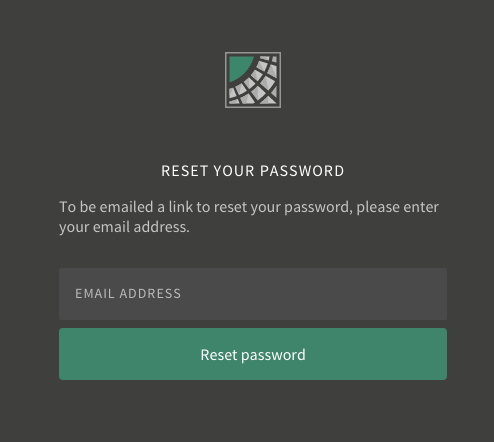 RESET YOUR PASSWORD
To be emailed a link to reset your password, please enter
your email address.
EMAIL ADDRESS
Reset password